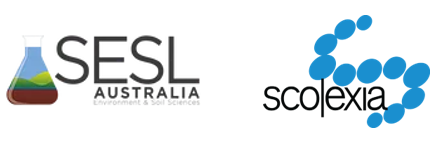 SESL
AUSTRALIA
Environment & Soil Sciences
scolexia